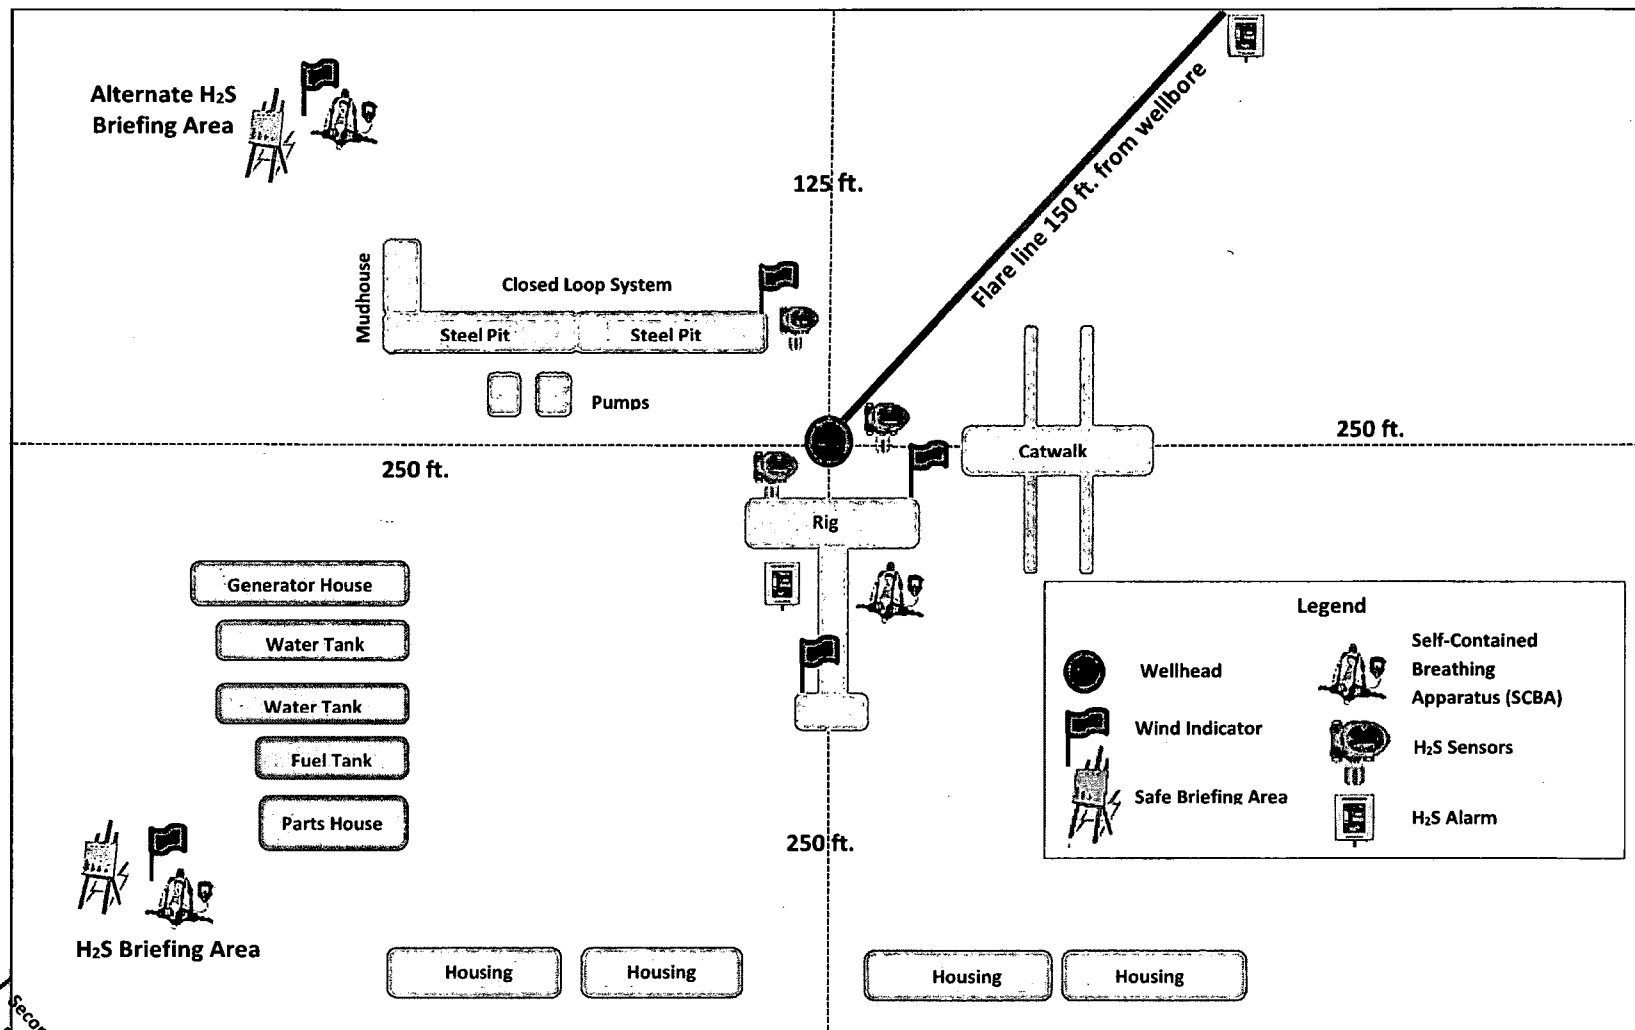 Alternate H₂S
Briefing Area
125 ft.
Flare line 150 ft. from wellbore
Mudhouse
Closed Loop System
Steel Pit
Steel Pit
Pumps
250 ft.
250 ft.
Catwalk
Rig
Generator House
Water Tank
Water Tank
Fuel Tank
Parts House
Legend
Wellhead
Wind Indicator
Safe Briefing Area
Self-Contained
Breathing
Apparatus (SCBA)
H₂S Sensors
H₂S Alarm
250 ft.
H₂S Briefing Area
Housing
Housing
Housing
Housing